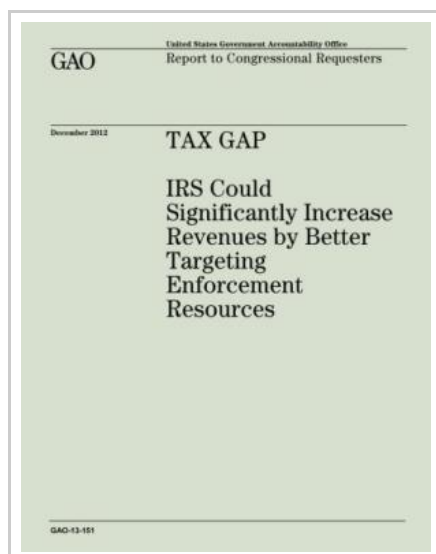 United States Government Accountability Office
GAO
Report to Congressional Requesters
December 2012
TAX GAP
IRS Could
Significantly Increase
Revenues by Better
Targeting
Enforcement
Resources
GAO-13-151